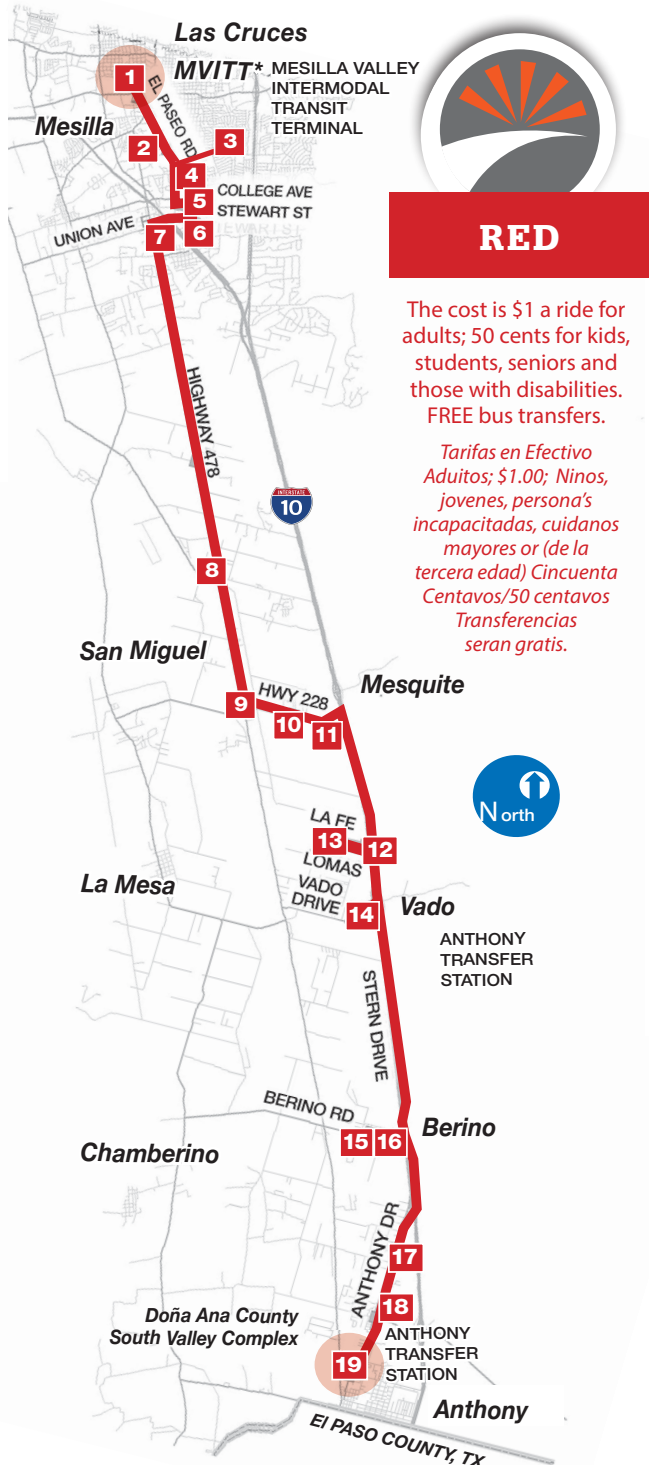 Las Cruces
MVITT* MESILLA VALLEY
INTERMODAL
TRANSIT
TERMINAL
1
EL PASEO RD
Mesilla
2
3
4
5
COLLEGE AVE
STEWART ST
STEWART ST
UNION AVE
6
7
RED
The cost is $1 a ride for
adults; 50 cents for kids,
students, seniors and
those with disabilities.
FREE bus transfers.
Tarifas en Efectivo
Aduitos; $1.00; Ninos,
jovenes, persona's
incapacitadas, cuidanos
mayores or (de la
tercera edad) Cincuenta
Centavos/50 centavos
Transferencias
seran gratis.
HIGHWAY 478
INTERSTATE
10
8
San Miguel
9
HWY 228
10
11
Mesquite
North
LA FE
13
12
LOMAS
La Mesa
VADO
DRIVE
14
Vado
ANTHONY
TRANSFER
STATION
STERN DRIVE
BERINO RD
15
16
Berino
Chamberino
ANTHONY DR
17
18
Doña Ana County
South Valley Complex
19
ANTHONY
TRANSFER
STATION
Anthony
El PASO COUNTY, TX